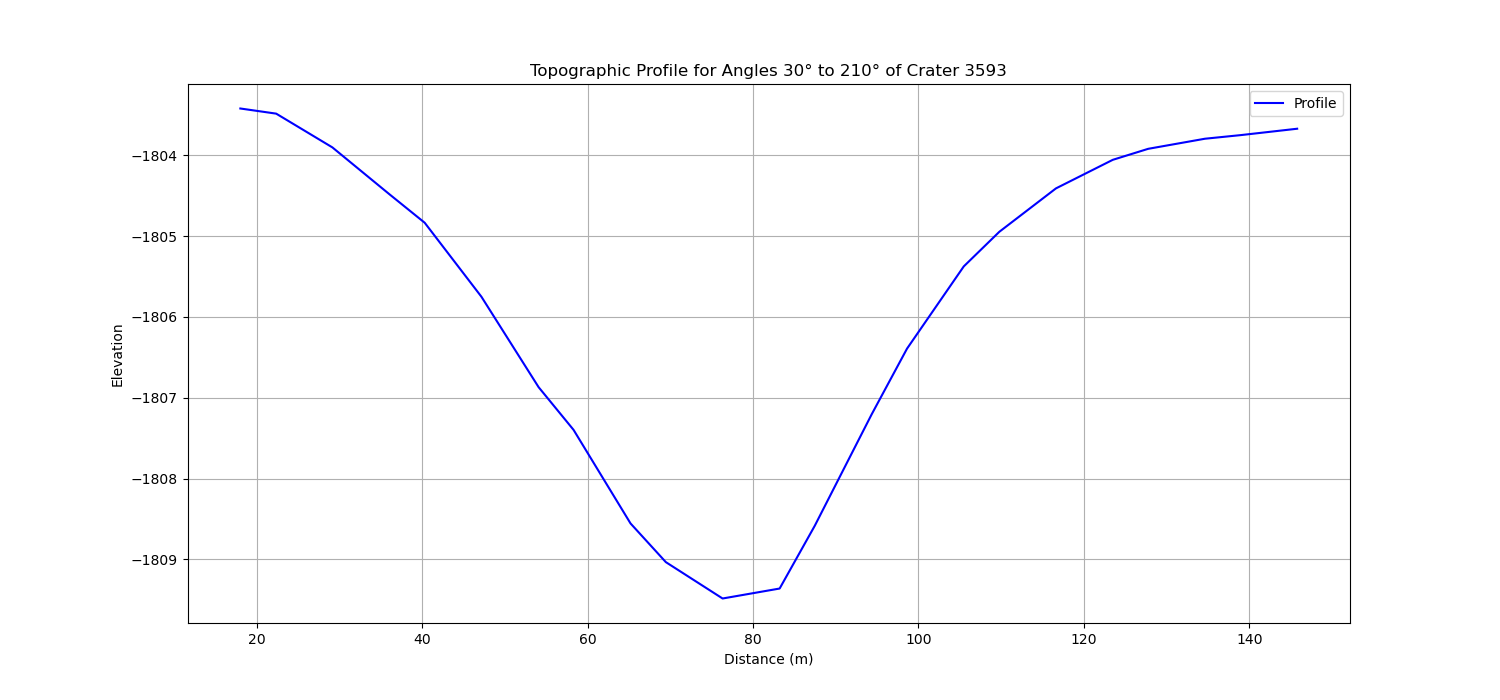 Topographic Profile for Angles 30° to 210° of Crater 3593
Profile
−1804
−1805
−1806
−1807
−1808
−1809
Elevation
20 40 60 80 100 120 140
Distance (m)